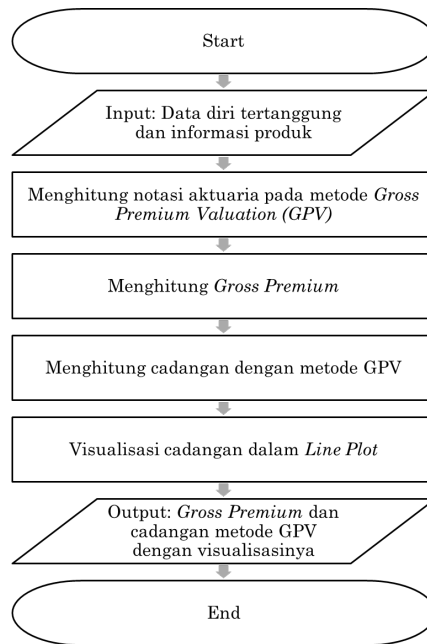 Start
Input: Data diri tertanggung
dan informasi produk
Menghitung notasi aktuaria pada metode Gross
Premium Valuation (GPV)
Menghitung Gross Premium
Menghitung cadangan dengan metode GPV
Visualisasi cadangan dalam Line Plot
Output: Gross Premium dan
cadangan metode GPV
dengan visualisasinya
End